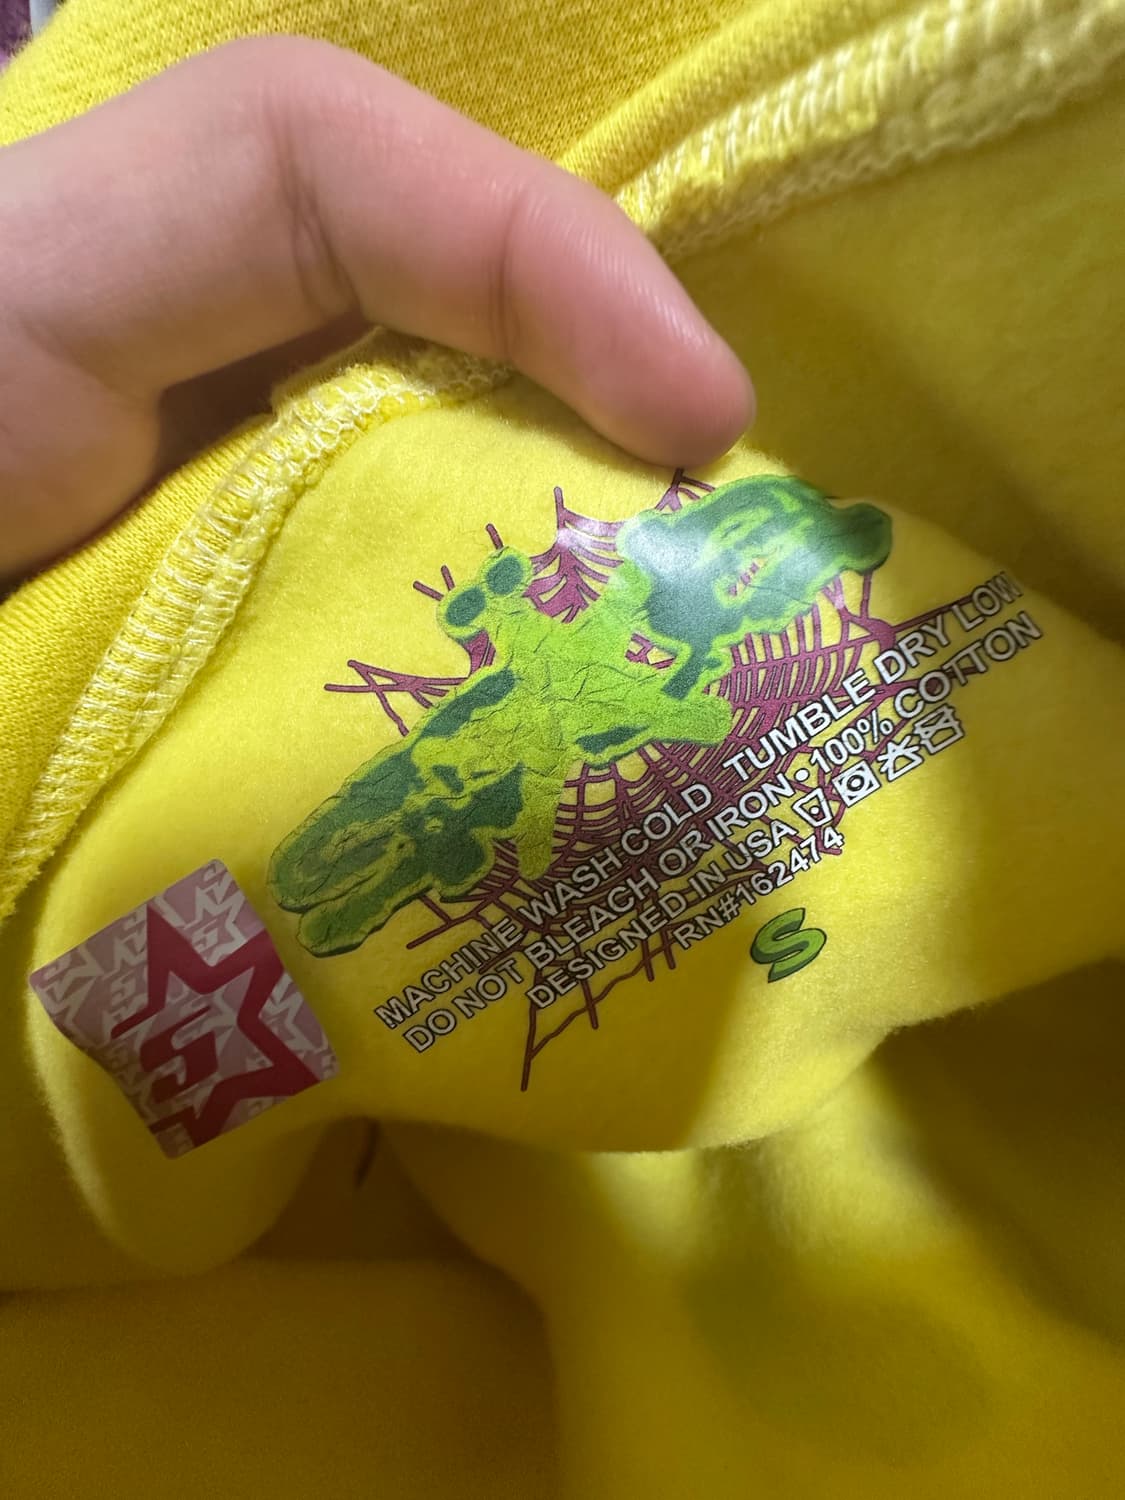 MACHINE WASH COLD TUMBLE DRY LOW
DO NOT BLEACH OR IRON • 100% COTTON
DESIGNED IN USA
RN#162474
S